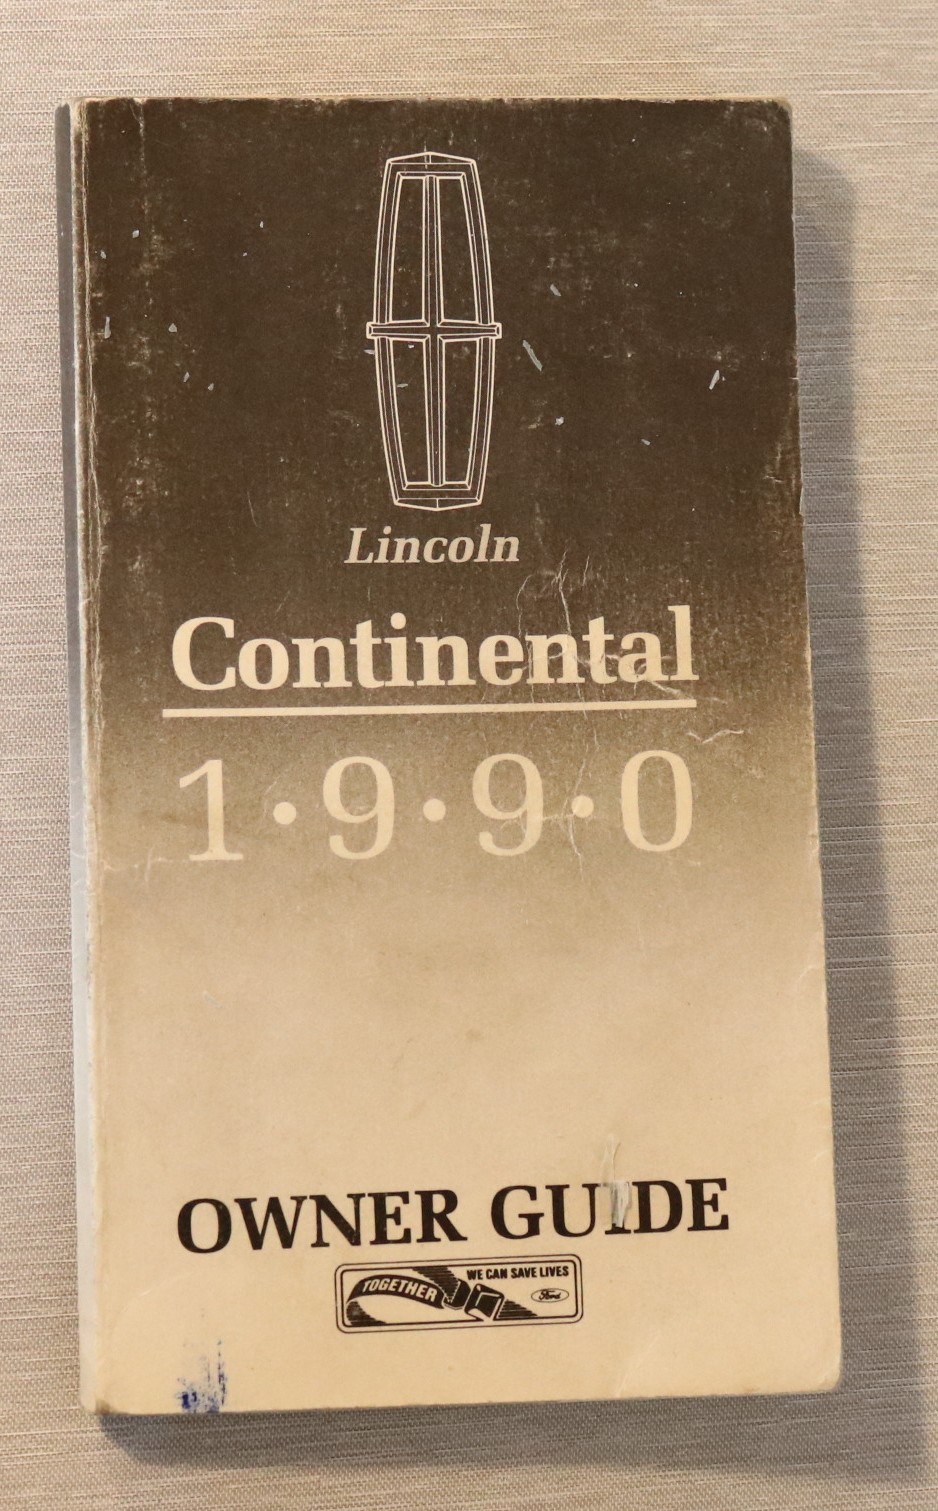 Lincoln
Continental
1•9•9•0
OWNER GUIDE
TOGETHER
WE CAN SAVE LIVES
Ford